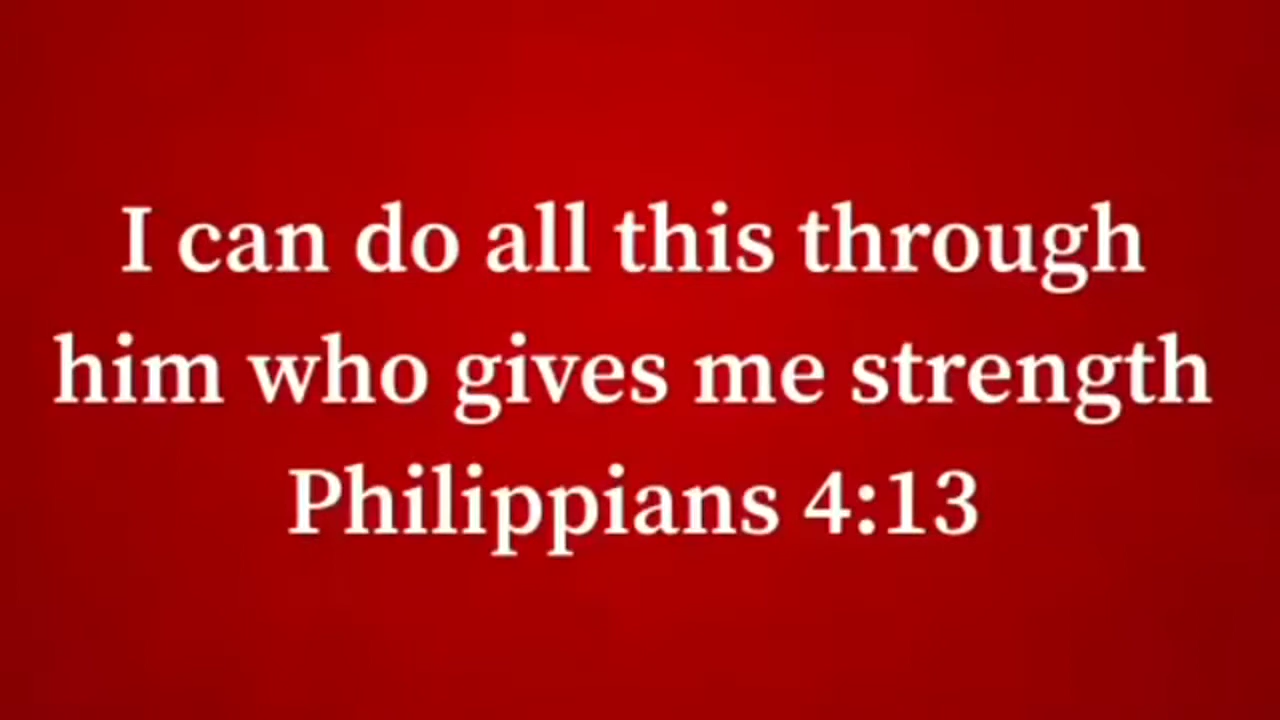 I can do all this through
him who gives me strength
Philippians 4:13